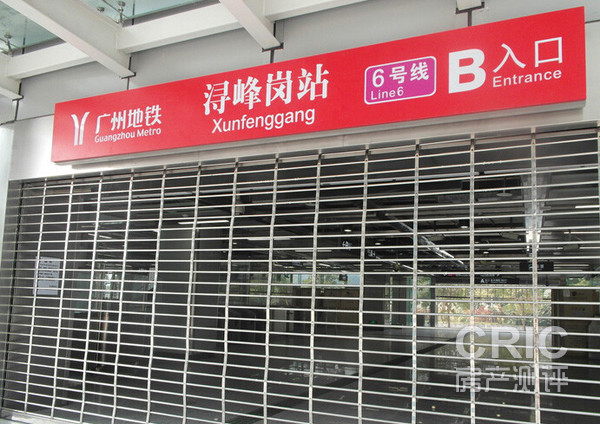 广州地铁
Guangzhou Metro
浔峰岗站
Xunfenggang
6号线
Line6
B入口
Entrance
CRIC
房产测评